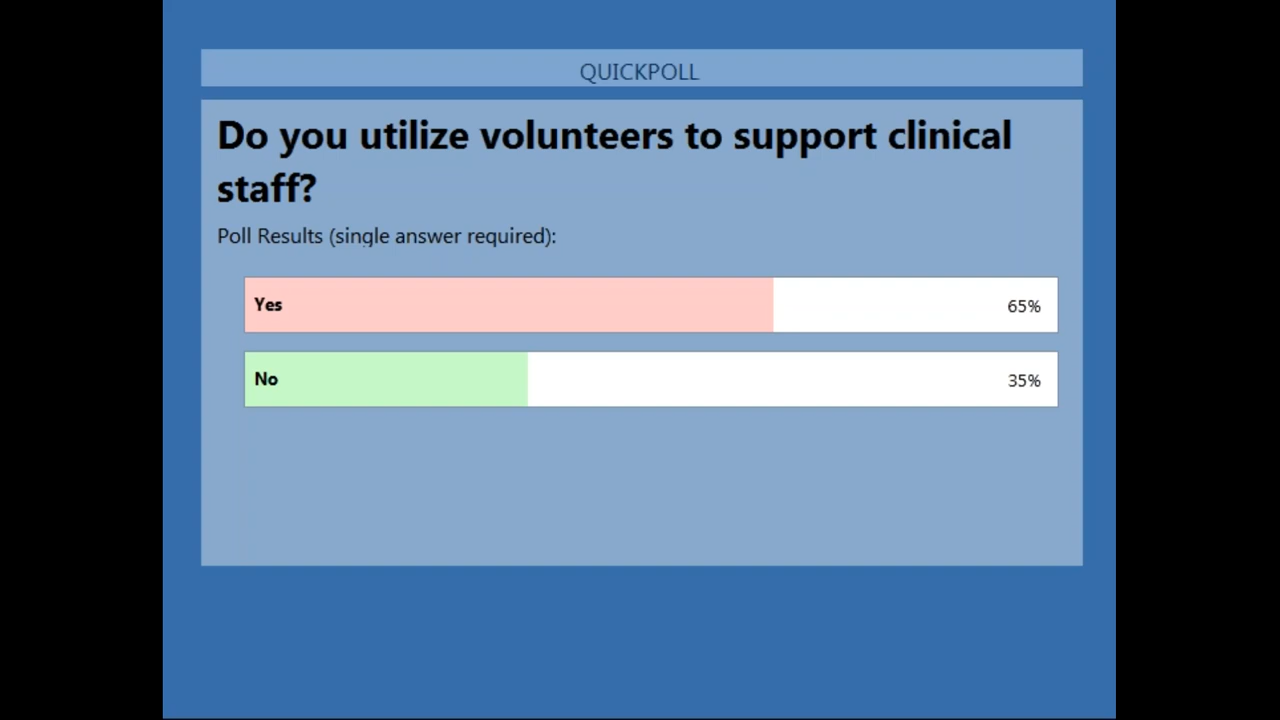 QUICKPOLL
Do you utilize volunteers to support clinical
staff?
Poll Results (single answer required):
Yes 65%
No 35%